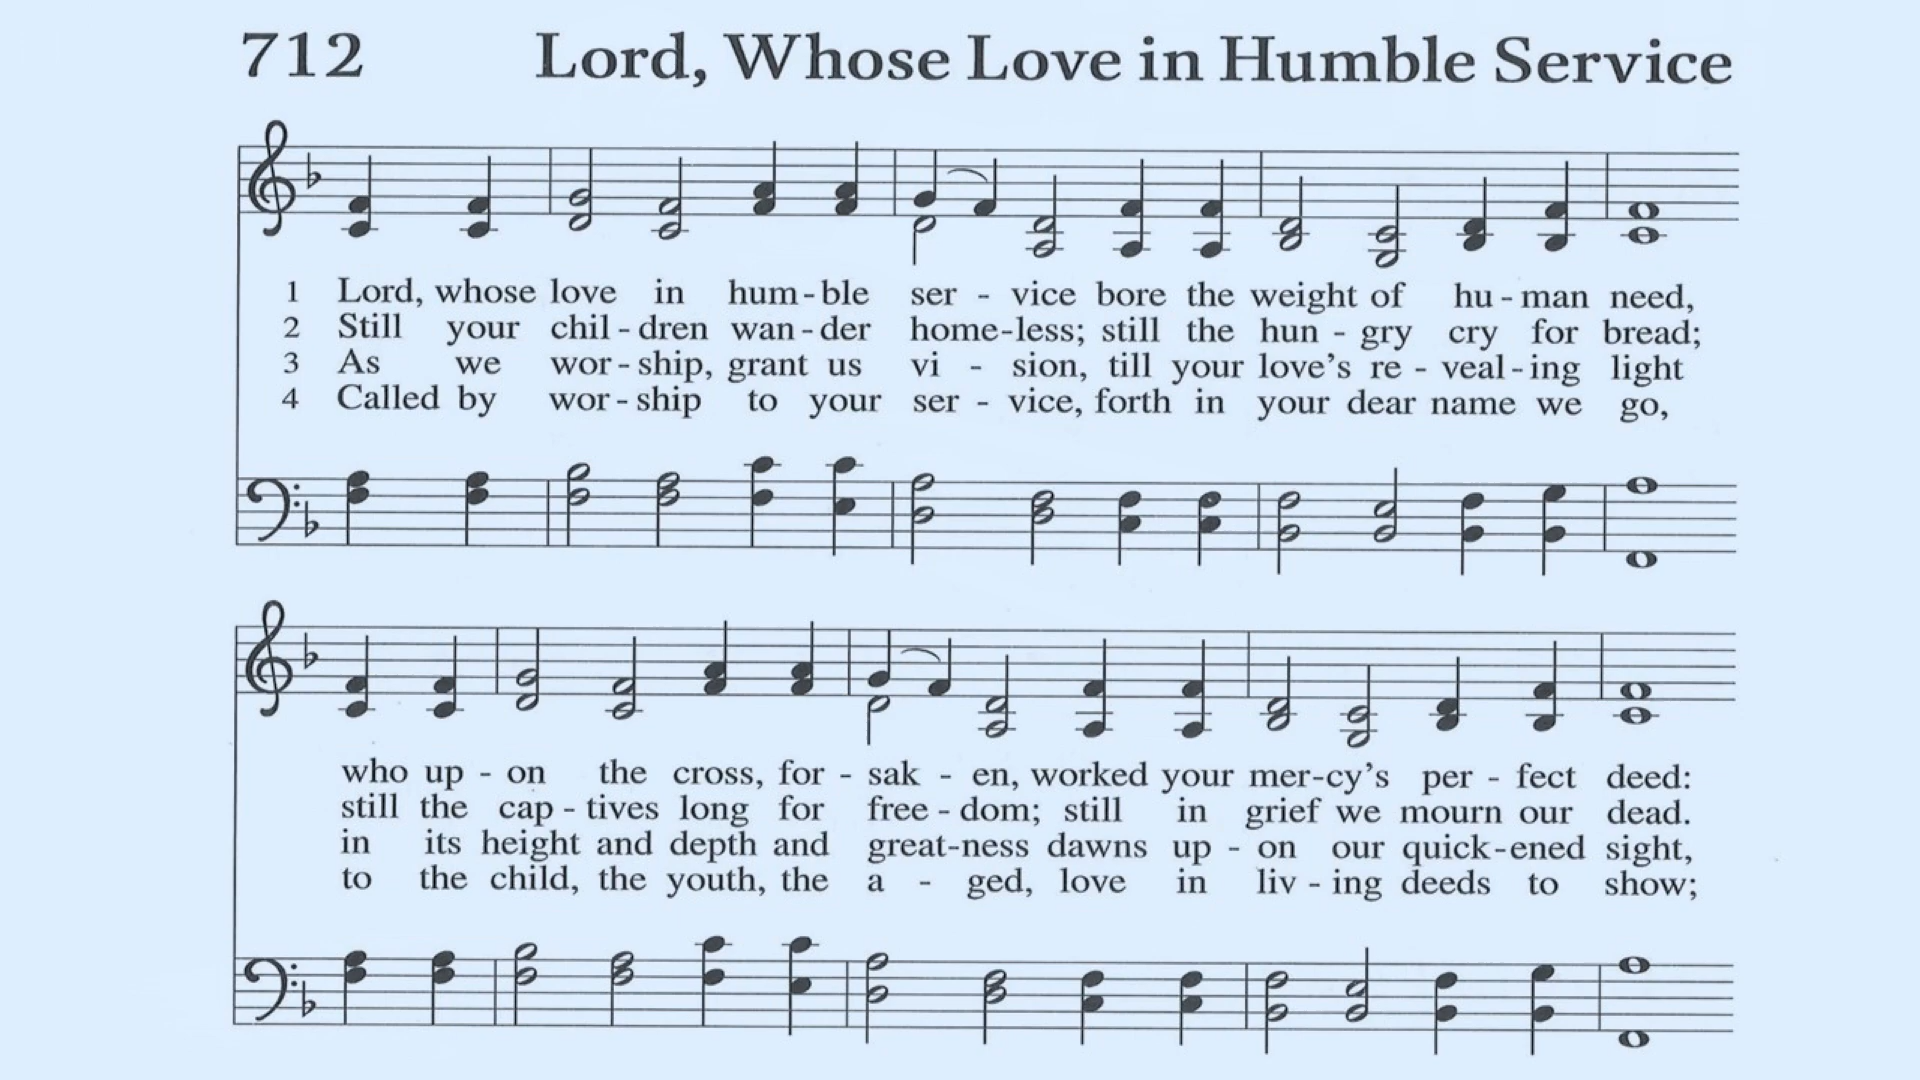 712 Lord, Whose Love in Humble Service
1 Lord, whose love in hum-ble ser - vice bore the weight of hu-man need,
2 Still your chil-dren wan-der home-less; still the hun - gry cry for bread;
3 As we wor-ship, grant us vi - sion, till your love's re - veal-ing light
4 Called by wor-ship to your ser - vice, forth in your dear name we go,
who up - on the cross, for - sak - en, worked your mer-cy's per - fect deed:
still the cap - tives long for free - dom; still in grief we mourn our dead.
in its height and depth and great-ness dawns up - on our quick-ened sight,
to the child, the youth, the a - ged, love in liv - ing deeds to show;